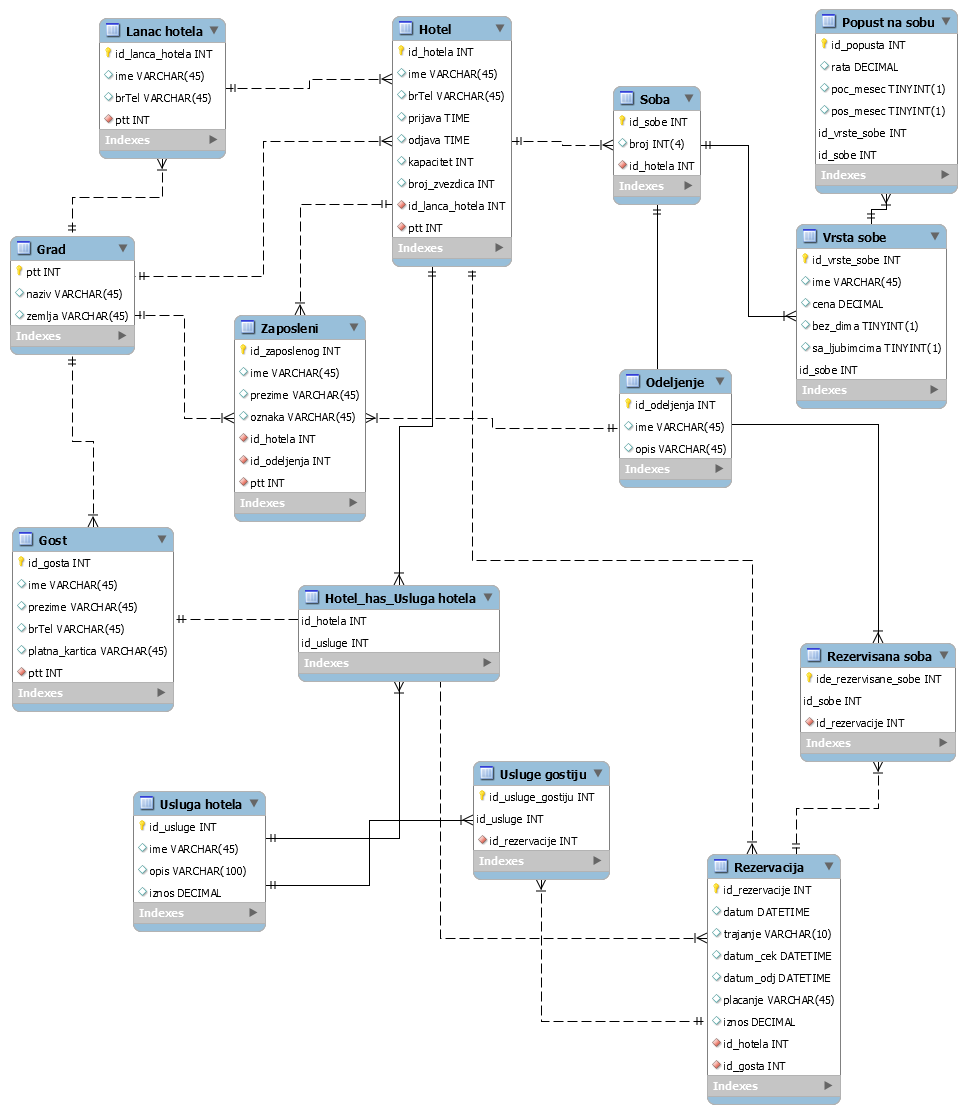 Lanac hotela
id_lanca_hotela INT
ime VARCHAR(45)
brTel VARCHAR(45)
ptt INT
Indexes
Hotel
id_hotela INT
ime VARCHAR(45)
brTel VARCHAR(45)
prijava TIME
odjava TIME
kapacitet INT
broj_zvezdica INT
id_lanca_hotela INT
ptt INT
Indexes
Soba
id_sobe INT
broj INT(4)
id_hotela INT
Indexes
Popust na sobu
id_popusta INT
rata DECIMAL
poc_mesec TINYINT(1)
pos_mesec TINYINT(1)
id_vrste_sobe INT
id_sobe INT
Indexes
Grad
ptt INT
naziv VARCHAR(45)
zemlja VARCHAR(45)
Indexes
Vrsta sobe
id_vrste_sobe INT
ime VARCHAR(45)
cena DECIMAL
bez_dima TINYINT(1)
sa_ljubimcima TINYINT(1)
id_sobe INT
Indexes
Zaposleni
id_zaposlenog INT
ime VARCHAR(45)
prezime VARCHAR(45)
oznaka VARCHAR(45)
id_hotela INT
id_odeljenja INT
ptt INT
Indexes
Odeljenje
id_odeljenja INT
ime VARCHAR(45)
opis VARCHAR(45)
Indexes
Gost
id_gosta INT
ime VARCHAR(45)
prezime VARCHAR(45)
brTel VARCHAR(45)
platna_kartica VARCHAR(45)
ptt INT
Indexes
Hotel_has_Usluga hotela
id_hotela INT
id_usluge INT
Indexes
Rezervisana soba
ide_rezervisane_sobe INT
id_sobe INT
id_rezervacije INT
Indexes
Usluga hotela
id_usluge INT
ime VARCHAR(45)
opis VARCHAR(100)
iznos DECIMAL
Indexes
Usluge gostiju
id_usluge_gostiju INT
id_usluge INT
id_rezervacije INT
Indexes
Rezervacija
id_rezervacije INT
datum DATETIME
trajanje VARCHAR(10)
datum_cek DATETIME
datum_odj DATETIME
placanje VARCHAR(45)
iznos DECIMAL
id_hotela INT
id_gosta INT
Indexes